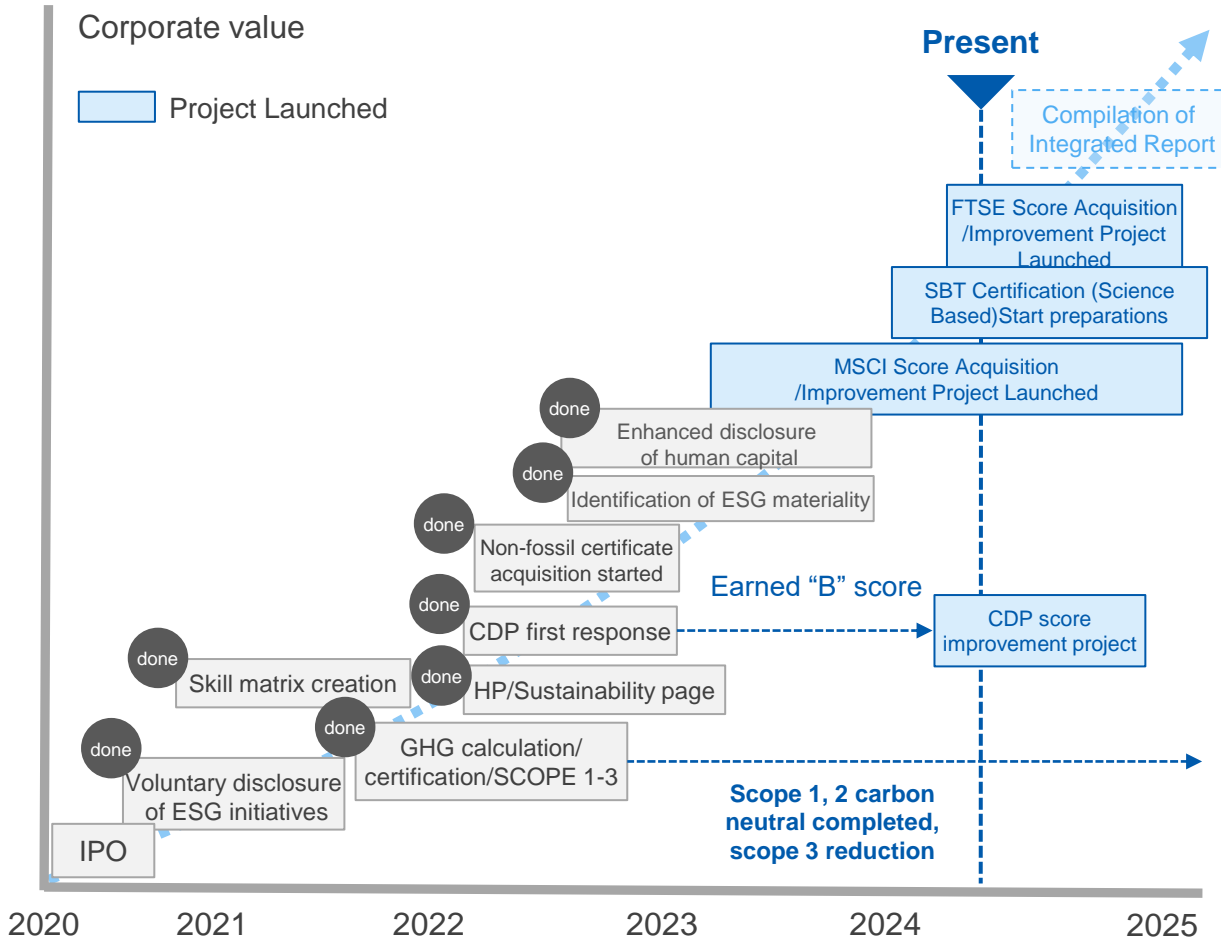 Corporate value
Project Launched
Present
Compilation of
Integrated Report
FTSE Score Acquisition
/Improvement Project
Launched
SBT Certification (Science
Based)Start preparations
MSCI Score Acquisition
/Improvement Project Launched
done
Enhanced disclosure
of human capital
done
Identification of ESG materiality
done
Non-fossil certificate
acquisition started
Earned “B” score
done
CDP first response
CDP score
improvement project
done
Skill matrix creation
done
HP/Sustainability page
done
GHG calculation/
certification/SCOPE 1-3
done
Voluntary disclosure
of ESG initiatives
Scope 1, 2 carbon
neutral completed,
scope 3 reduction
IPO
2020 2021 2022 2023 2024 2025